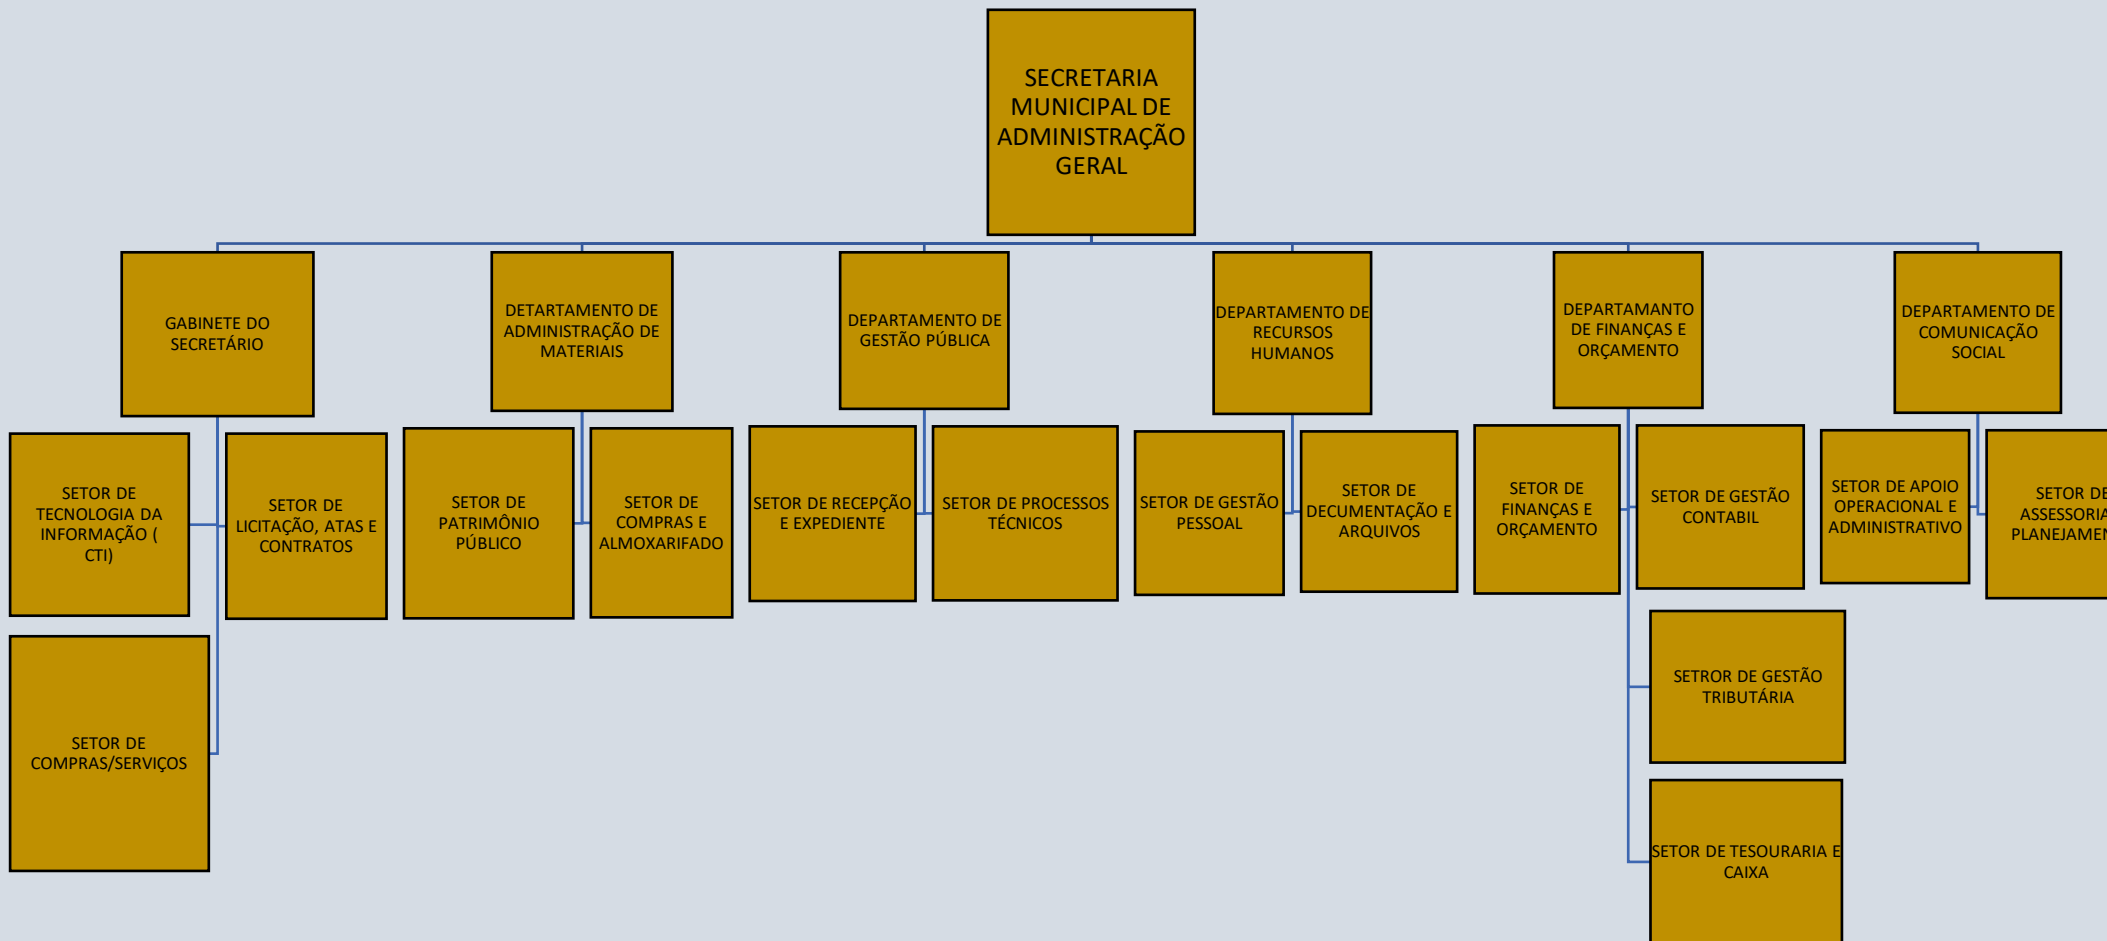 SECRETARIA
MUNICIPAL DE
ADMINISTRAÇÃO
GERAL
GABINETE DO
SECRETÁRIO
DETARTAMENTO DE
ADMINISTRAÇÃO DE
MATERIAIS
DEPARTAMENTO DE
GESTÃO PÚBLICA
DEPARTAMENTO DE
RECURSOS
HUMANOS
DEPARTAMANTO
DE FINANÇAS E
ORÇAMENTO
DEPARTAMENTO DE
COMUNICAÇÃO
SOCIAL
SETOR DE
TECNOLOGIA DA
INFORMAÇÃO (
CTI)
SETOR DE
LICITAÇÃO, ATAS E
CONTRATOS
SETOR DE
PATRIMÔNIO
PÚBLICO
SETOR DE
COMPRAS E
ALMOXARIFADO
SETOR DE RECEPÇÃO
E EXPEDIENTE
SETOR DE PROCESSOS
TÉCNICOS
SETOR DE GESTÃO
PESSOAL
SETOR DE
DECUMENTAÇÃO E
ARQUIVOS
SETOR DE
FINANÇAS E
ORÇAMENTO
SETOR DE GESTÃO
CONTABIL
SETOR DE APOIO
OPERACIONAL E
ADMINISTRATIVO
SETOR DE
ASSESSORIA
SETOR DE
COMPRAS/SERVIÇOS
SETROR DE GESTÃO
TRIBUTÁRIA
SETOR DE TESOURARIA E
CAIXA